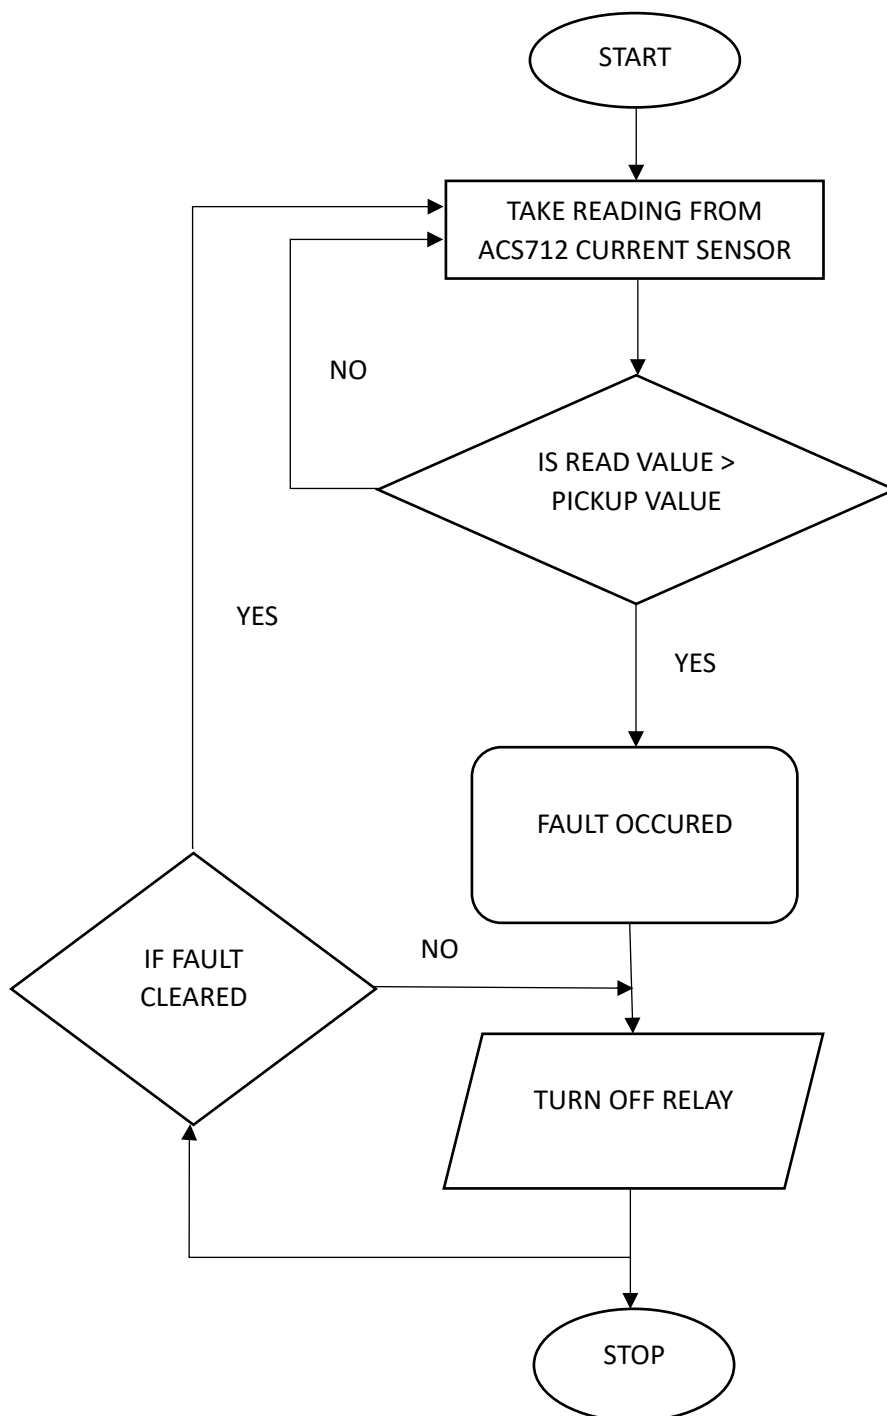 START
TAKE READING FROM
ACS712 CURRENT SENSOR
NO
IS READ VALUE >
PICKUP VALUE
YES
YES
FAULT OCCURED
NO
IF FAULT
CLEARED
TURN OFF RELAY
STOP